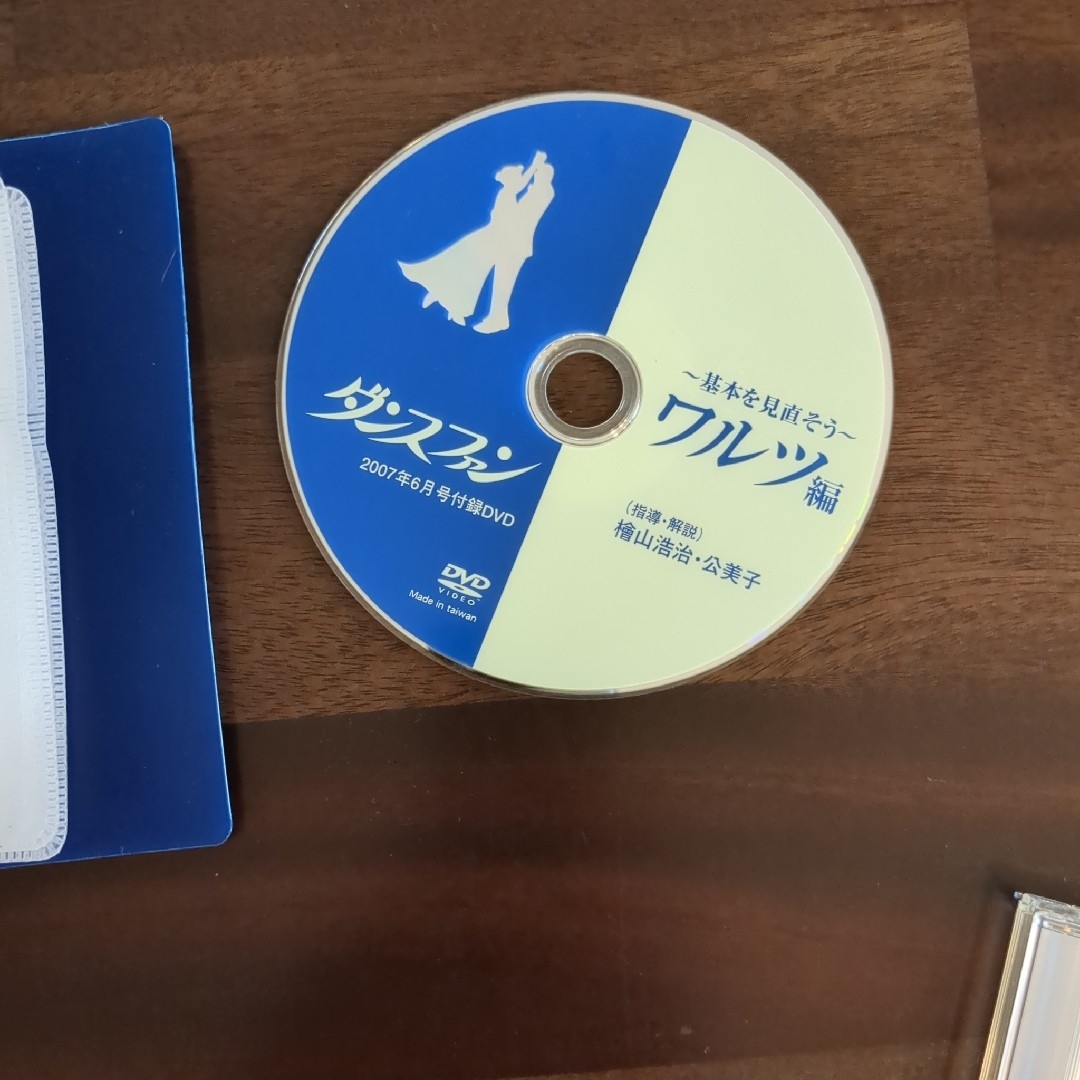 ダンスファン
2007年6月号付録DVD
DVD
VIDEO
Made in taiwan
～基本を見直そう～
ワルツ編
(指導・解説)
檜山浩治・公美子